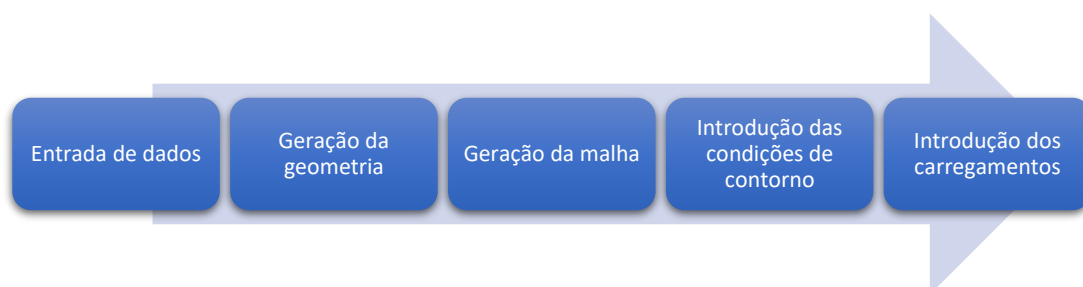 Entrada de dados
Geração da
geometria
Geração da malha
Introdução das
condições de
contorno
Introdução dos
carregamentos